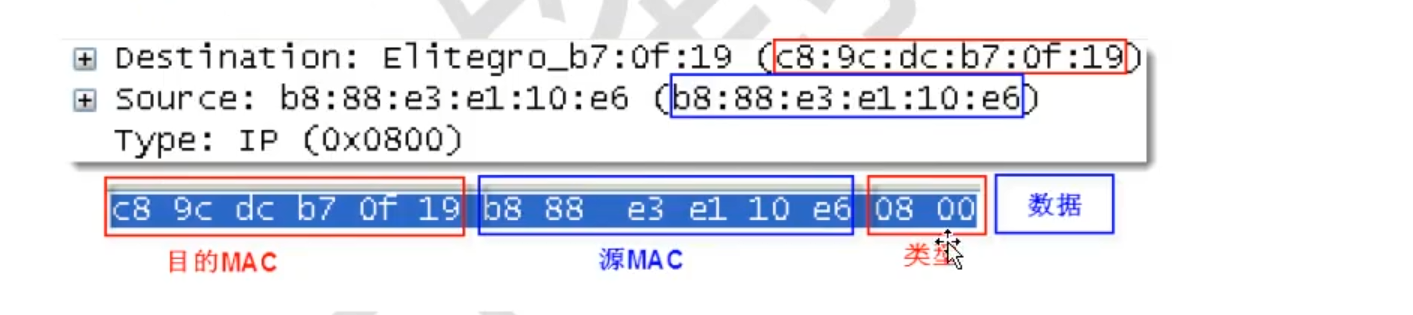 Destination: Elitegro_b7:0f:19 (c8:9c:dc:b7:0f:19)
Source: b8:88:e3:e1:10:e6 (b8:88:e3:e1:10:e6)
Type: IP (0x0800)
c8 9c dc b7 0f 19 b8 88 e3 e1 10 e6 08 00 数据
目的MAC 源MAC 类型